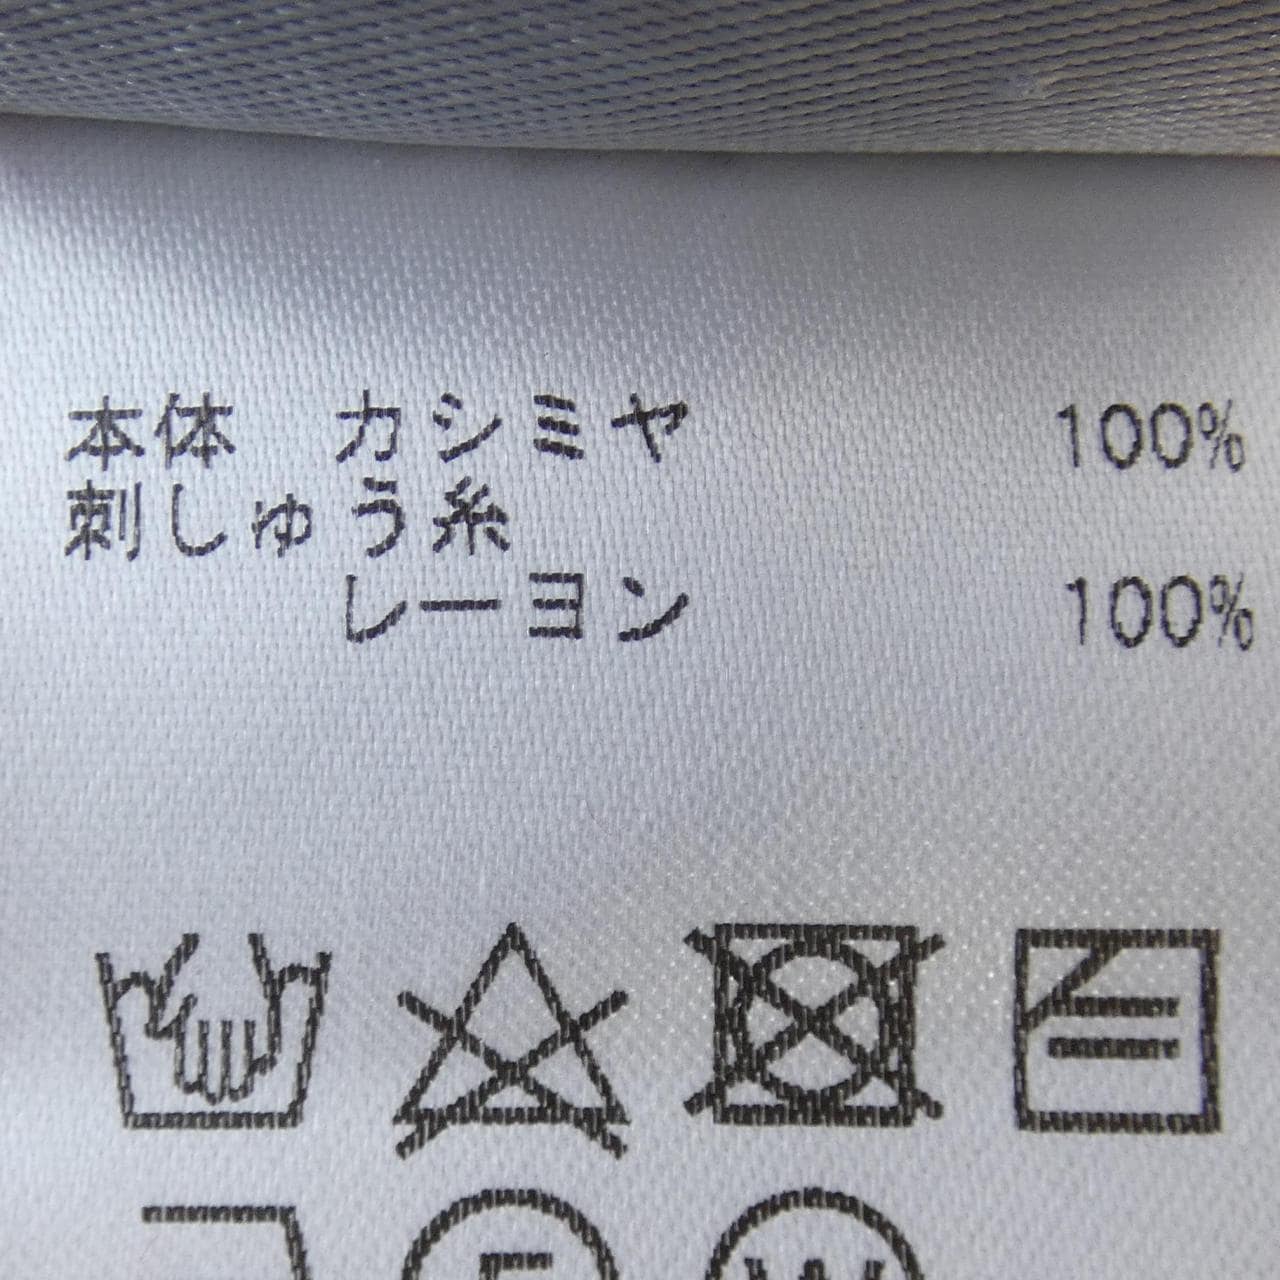 本体 カシミヤ 100%
刺しゅう糸
レーヨン 100%